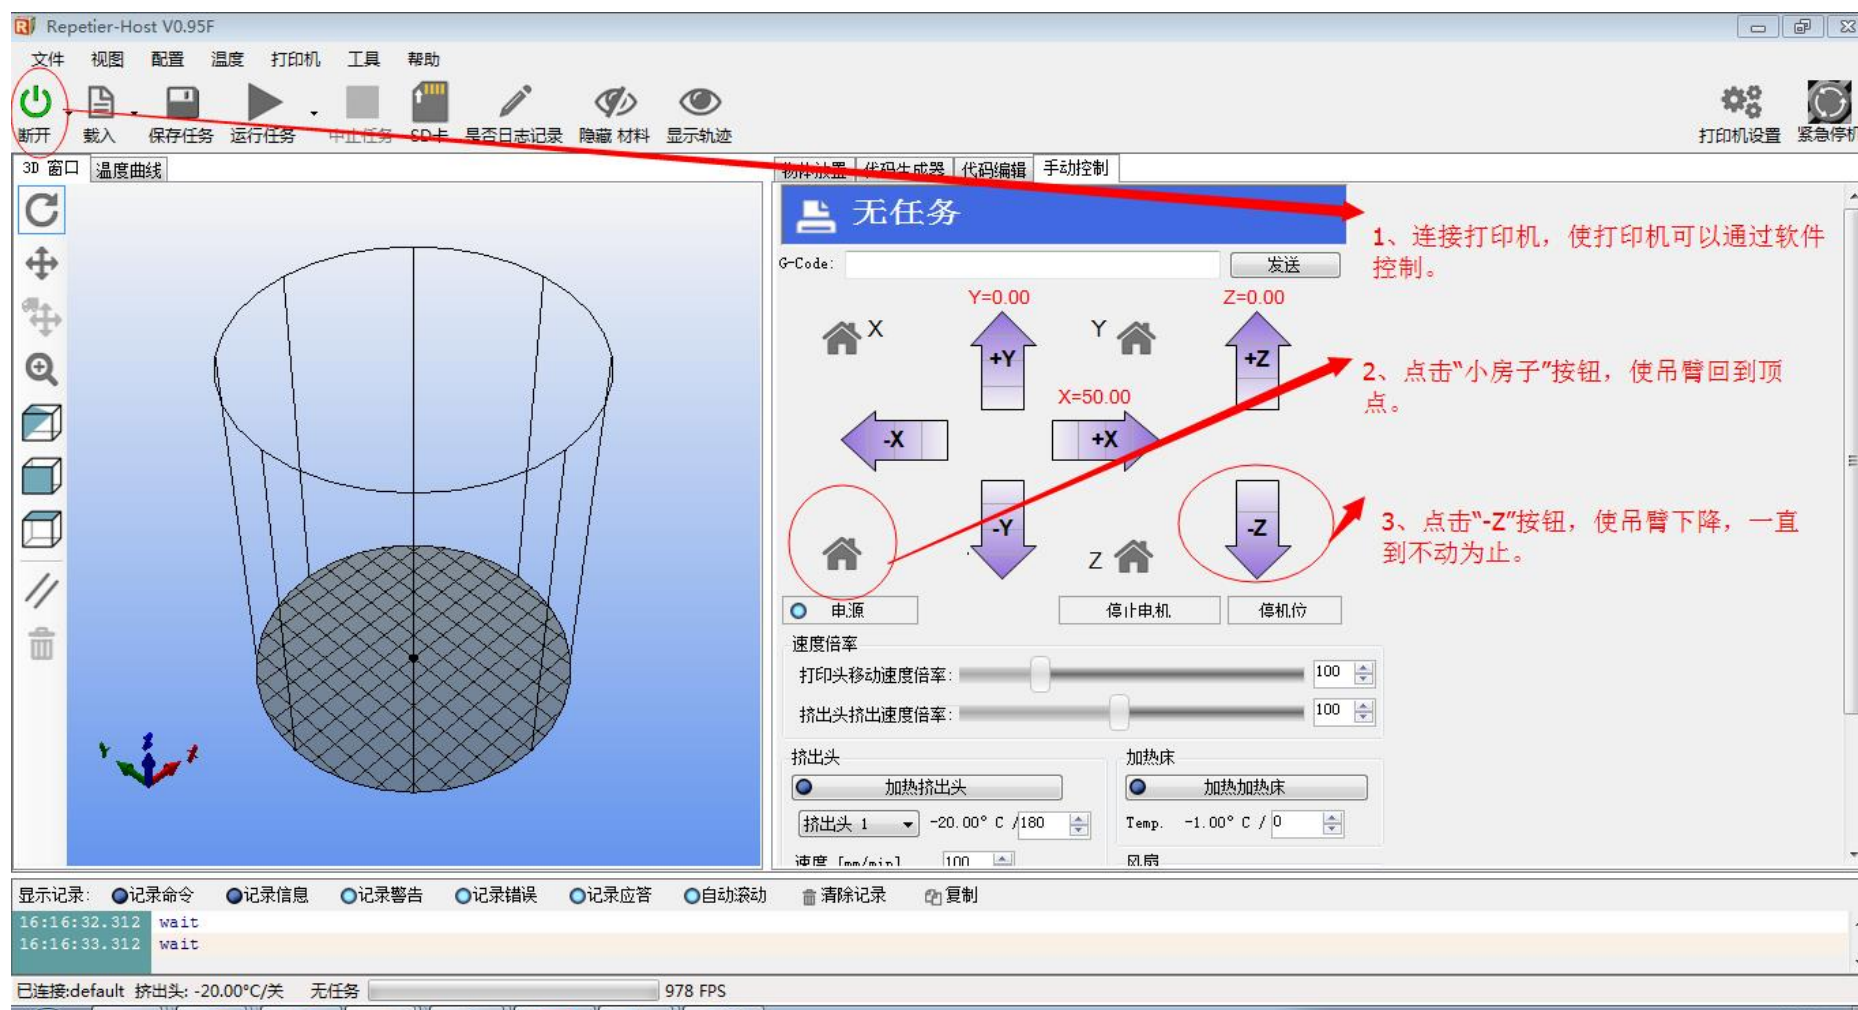 Repetier-Host V0.95F
文件 视图 配置 温度 打印机 工具 帮助
断开 载入 保存任务 运行任务 中止任务 SD卡 是否日志记录 隐藏 材料 显示轨迹 打印机设置 紧急停机
3D 窗口 温度曲线
物体放置 代码生成器 代码编辑 手动控制
无任务
1、连接打印机，使打印机可以通过软件
控制。
G-Code: 发送
Y=0.00 Z=0.00
X +Y Y +Z
2、点击“小房子”按钮，使吊臂回到顶
点。
X=50.00
-X +X
-Y Z -Z
3、点击“-Z”按钮，使吊臂下降，一直
到不动为止。
电源 停止电机 停机位
速度倍率
打印头移动速度倍率: 100
挤出头挤出速度倍率: 100
挤出头 加热床
加热挤出头 加热加热床
挤出头 1 -20.00° C /180 Temp. -1.00° C / 0
速度 [mm/min] 100 风扇
Y Z X
显示记录: 记录命令 记录信息 记录警告 记录错误 记录应答 自动滚动 清除记录 复制
16:16:32.312 wait
16:16:33.312 wait
已连接:default 挤出头: -20.00°C/关 无任务 978 FPS